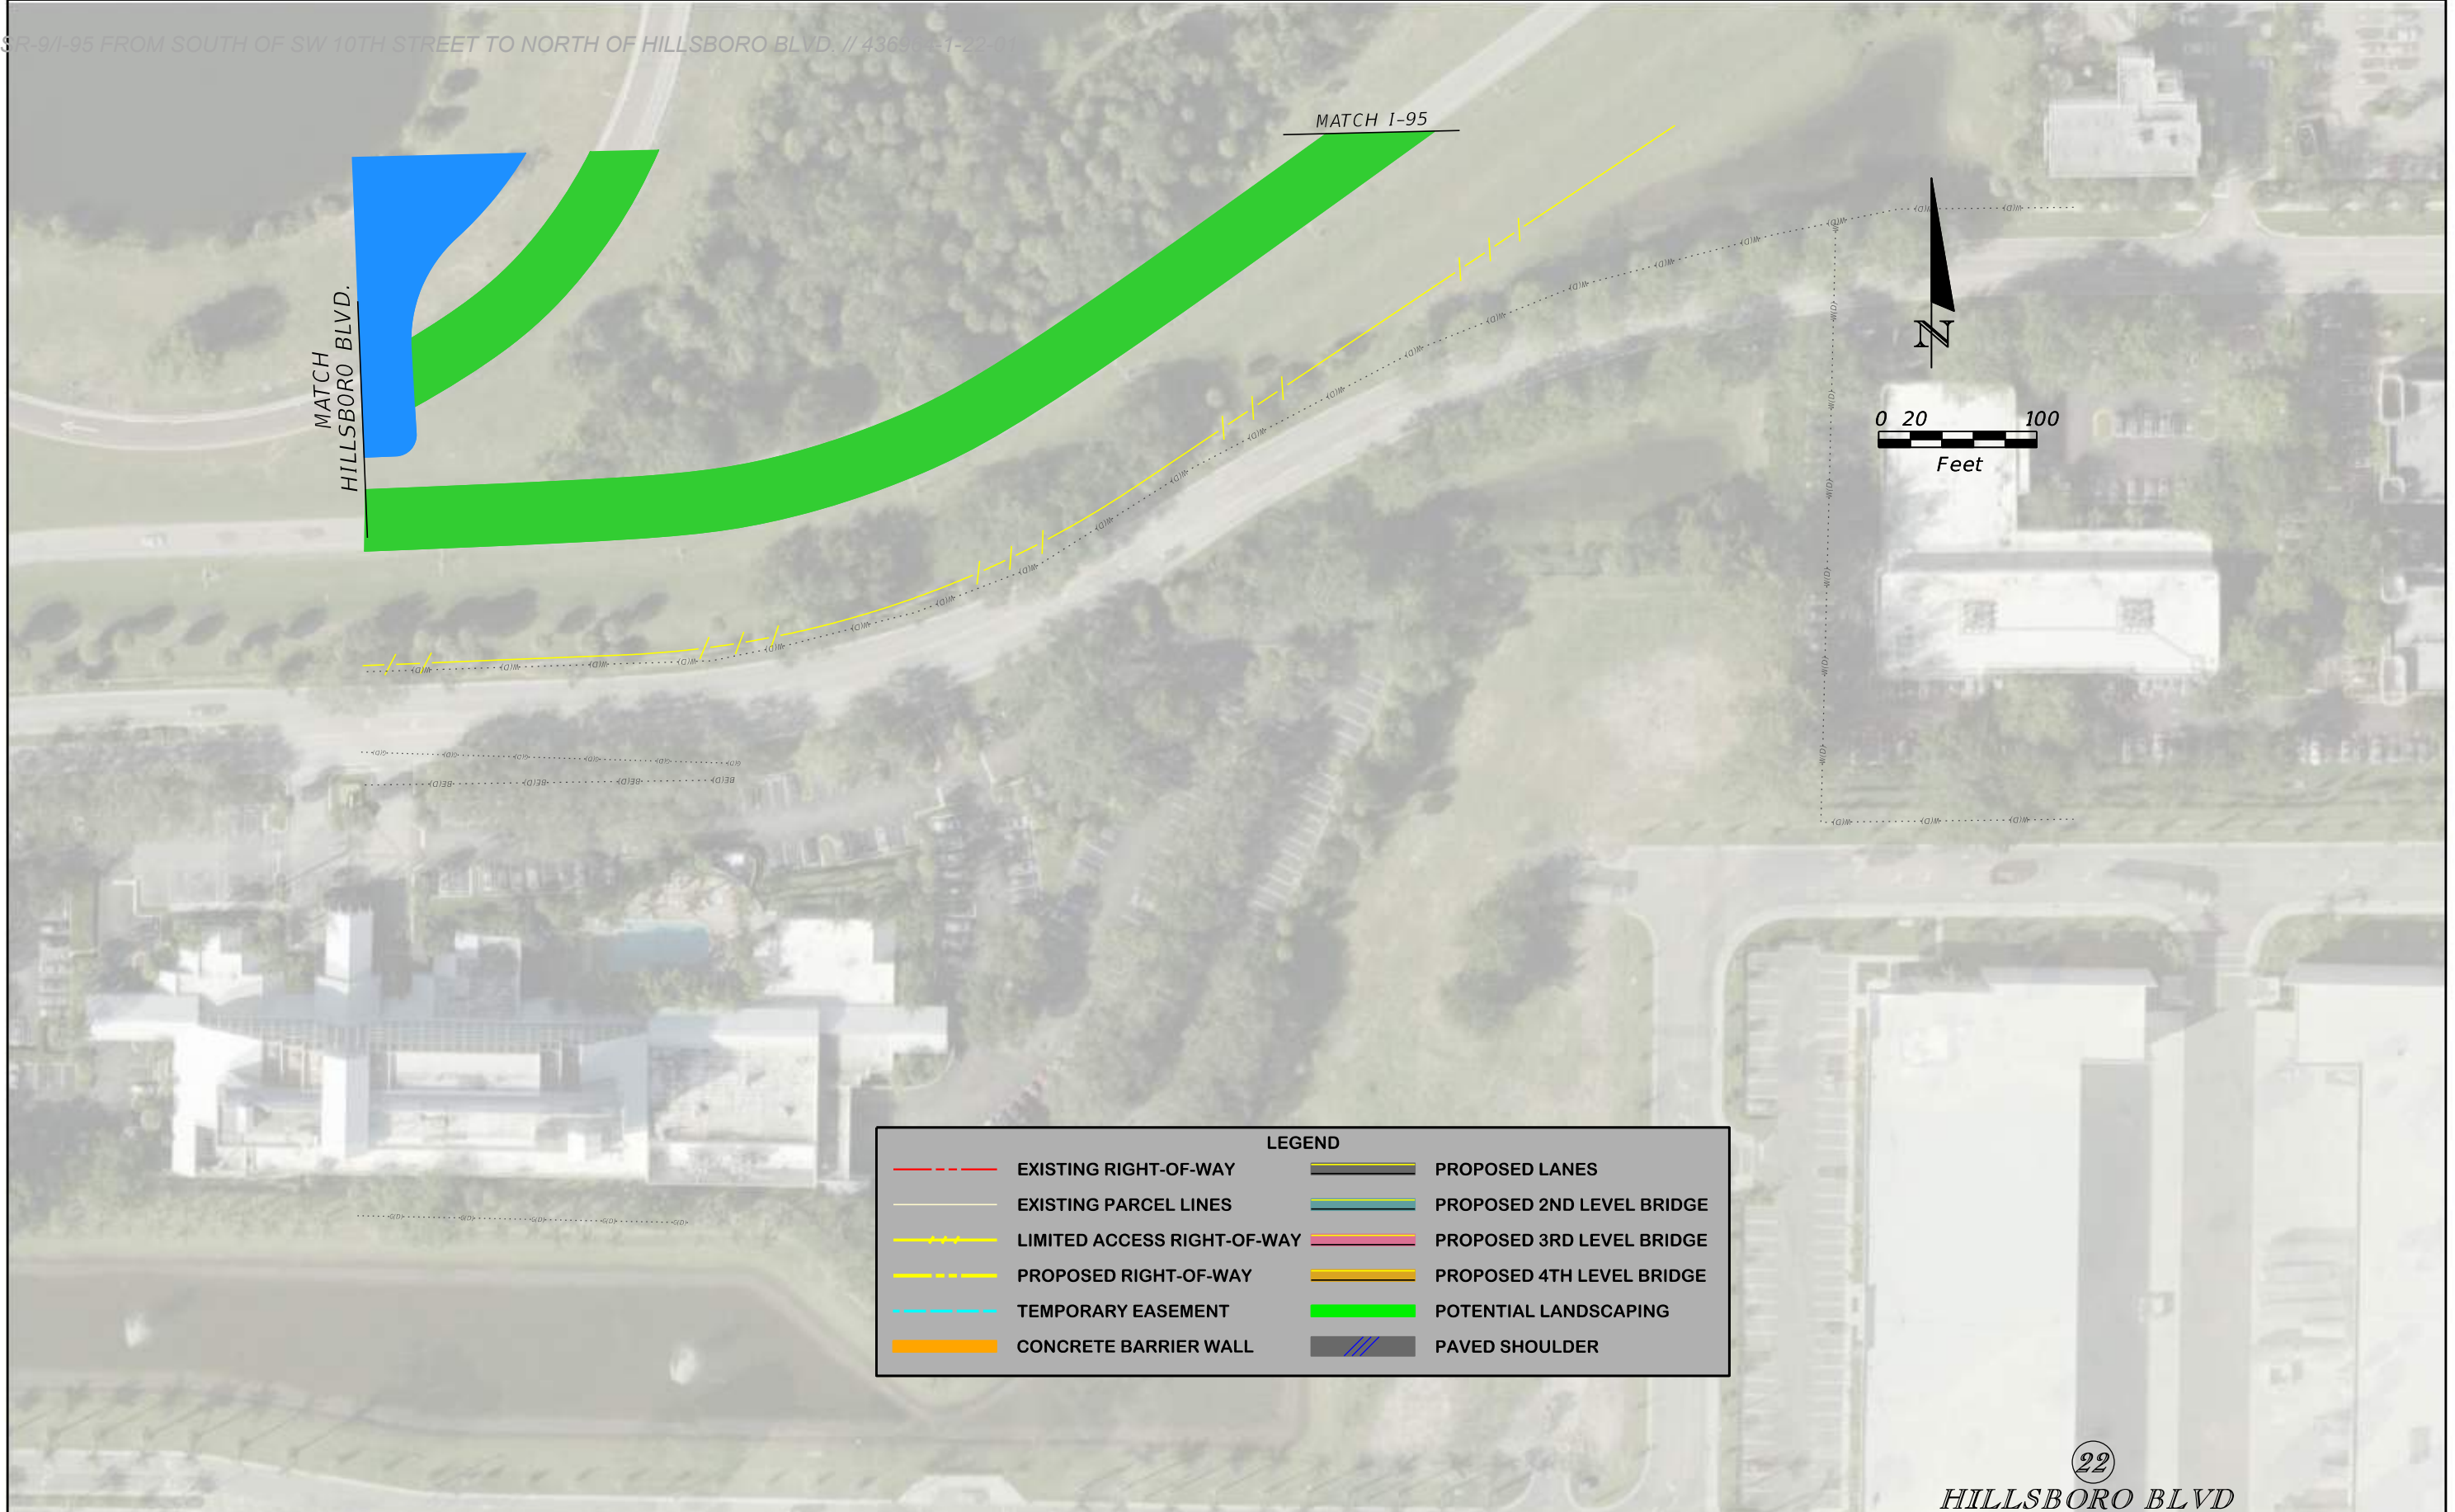 SR-9/I-95 FROM SOUTH OF SW 10TH STREET TO NORTH OF HILLSBORO BLVD. //
MATCH I-95
MATCH
HILLSBORO BLVD.
N
0 20 100
Feet
LEGEND
EXISTING RIGHT-OF-WAY
EXISTING PARCEL LINES
LIMITED ACCESS RIGHT-OF-WAY
PROPOSED RIGHT-OF-WAY
TEMPORARY EASEMENT
CONCRETE BARRIER WALL
PROPOSED LANES
PROPOSED 2ND LEVEL BRIDGE
PROPOSED 3RD LEVEL BRIDGE
PROPOSED 4TH LEVEL BRIDGE
POTENTIAL LANDSCAPING
PAVED SHOULDER
22
HILLSBORO BLVD